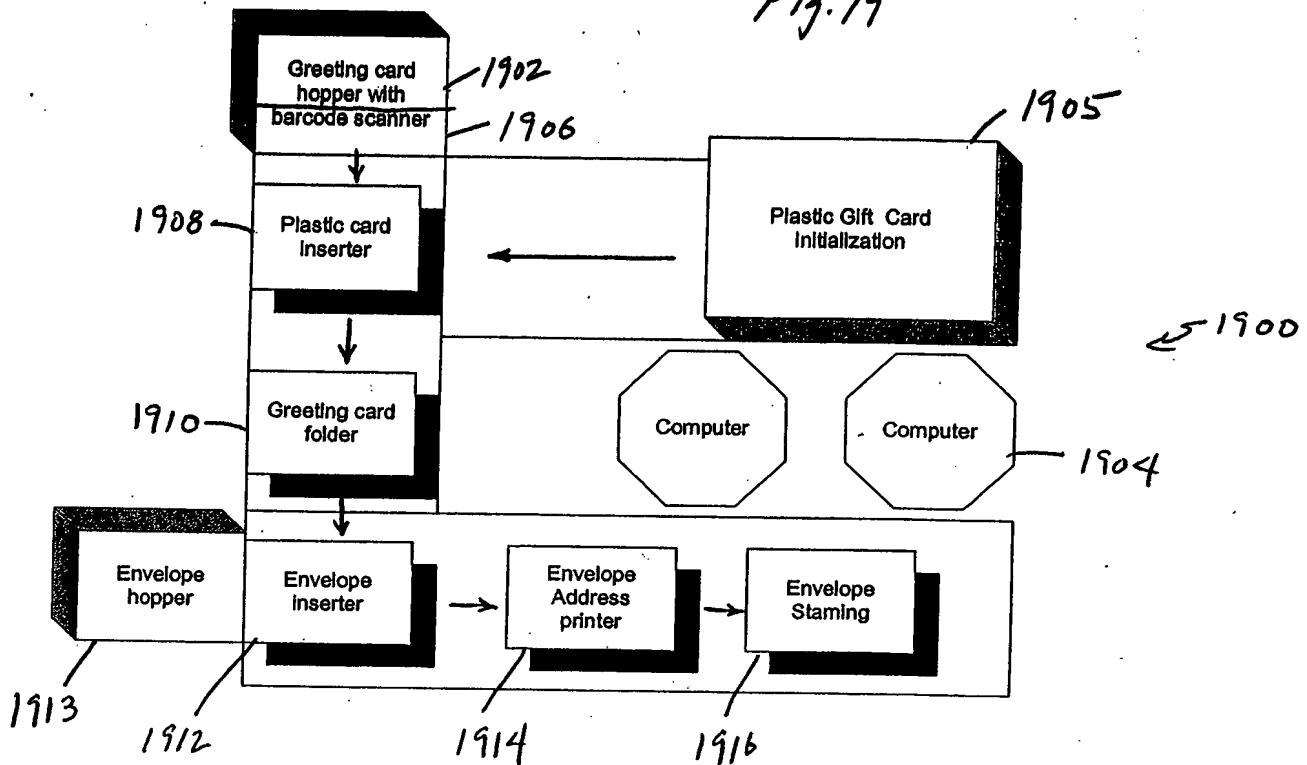 Fig. 19
Greeting card
hopper with
barcode scanner
1902
1906
1905
Plastic Gift Card
Initialization
1908
Plastic card
inserter
1900
1910
Greeting card
folder
Computer
Computer
1904
Envelope
hopper
Envelope
inserter
Envelope
Address
printer
Envelope
Staming
1913
1912
1914
1916